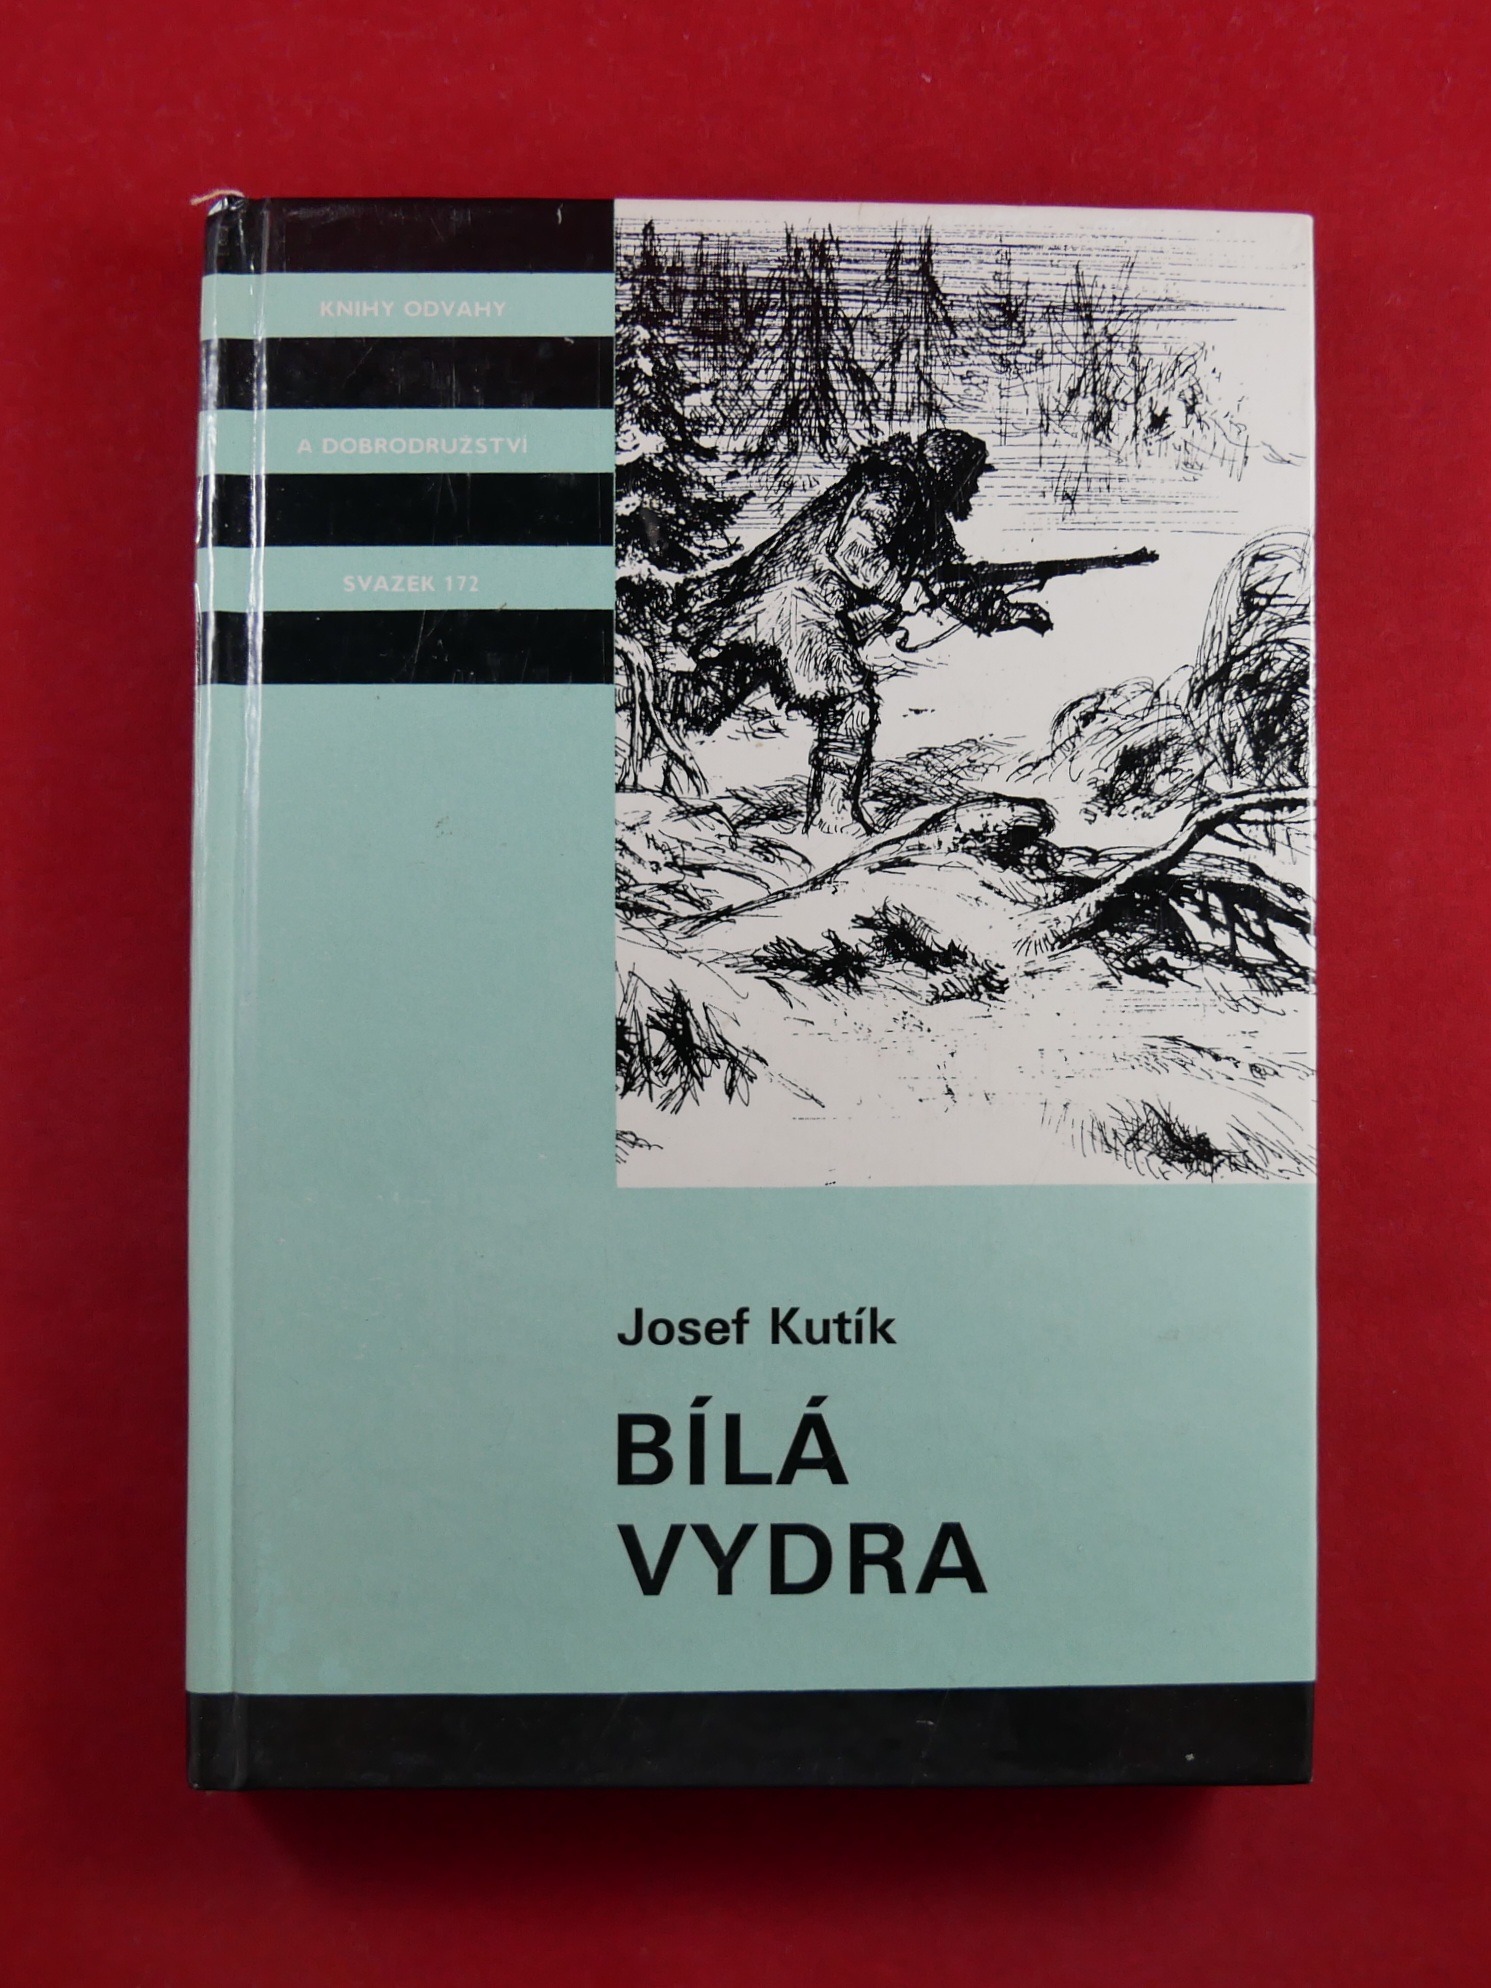 KNIHY ODVAHY
A DOBRODRUŽSTVÍ
SVAZEK 172
Josef Kutík
BÍLÁ
VYDRA